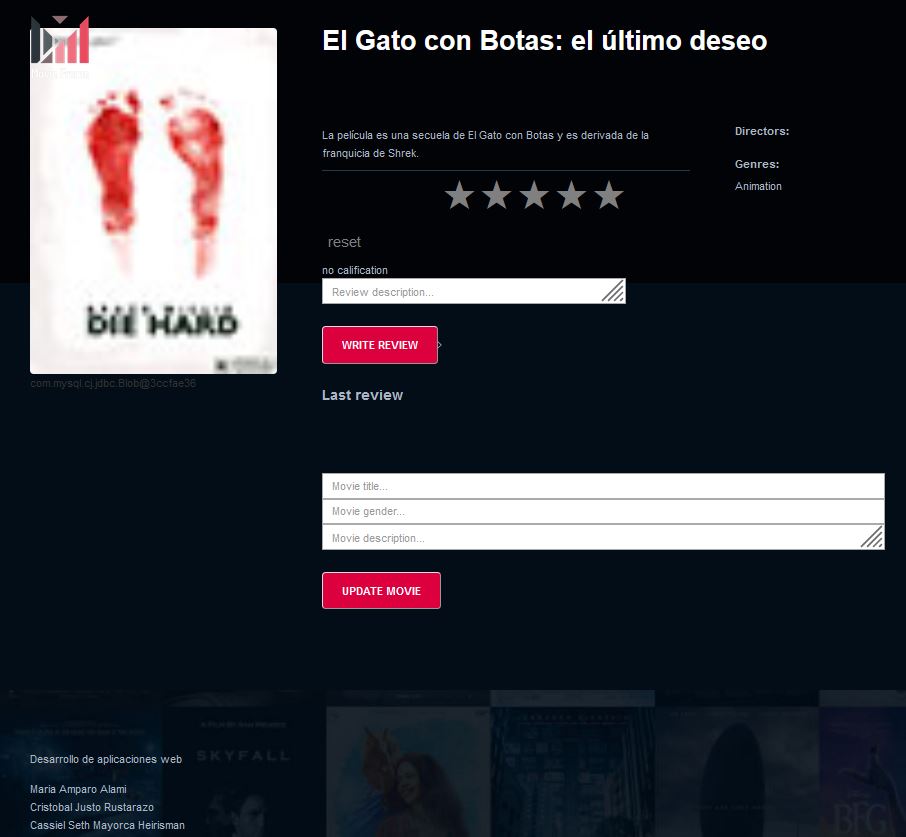 El Gato con Botas: el último deseo
La película es una secuela de El Gato con Botas y es derivada de la
franquicia de Shrek.
Directors:
Genres:
Animation
★★★★★
reset
no calification
Review description...
WRITE REVIEW
Last review
DIE HARD
com.mysql.cj.jdbc.Blob@3ccfae36
Movie title...
Movie gender...
Movie description...
UPDATE MOVIE
SKYFALL
BFG
Desarrollo de aplicaciones web
Maria Amparo Alami
Cristobal Justo Rustarazo
Cassiel Seth Mayorca Heirisman